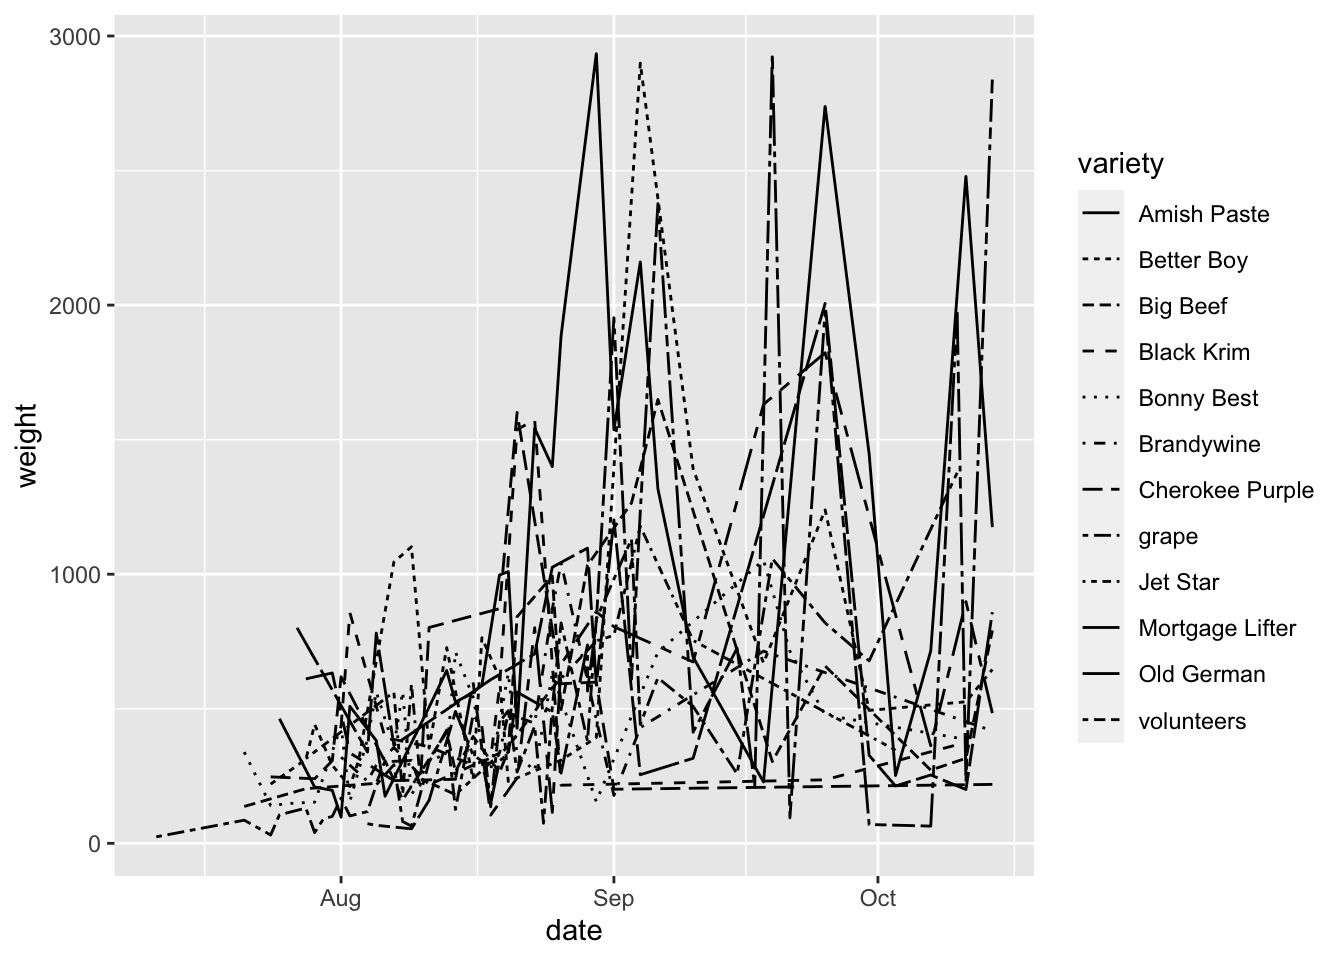 3000
2000
1000
0
weight
Aug
Sep
Oct
date
variety
Amish Paste
Better Boy
Big Beef
Black Krim
Bonny Best
Brandywine
Cherokee Purple
grape
Jet Star
Mortgage Lifter
Old German
volunteers